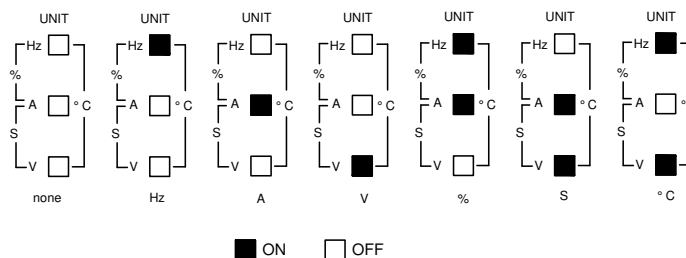 UNIT UNIT UNIT UNIT UNIT UNIT UNIT
Hz Hz Hz Hz Hz Hz Hz
% % % % % % %
A °C A °C A °C A °C A °C A °C A °
S S S S S S S
V V V V V V V
none Hz A V % S °C
ON OFF